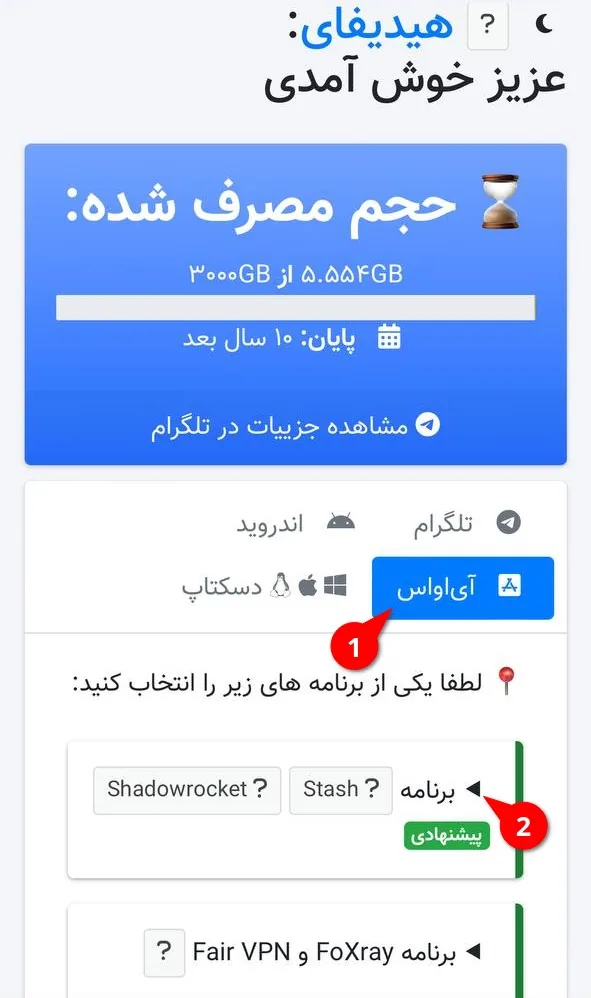 هیدیفای: ?
عزیز خوش آمدی
حجم مصرف شده:
۵.۵۵۴GB از ۳۰۰۰GB
پایان: ۱۰ سال بعد
مشاهده جزییات در تلگرام
تلگرام اندروید
آی‌اواس دسکتاپ
1
لطفا یکی از برنامه های زیر را انتخاب کنید:
برنامه Stash ? Shadowrocket ?
2
پیشنهادی
برنامه FoXray و Fair VPN ?